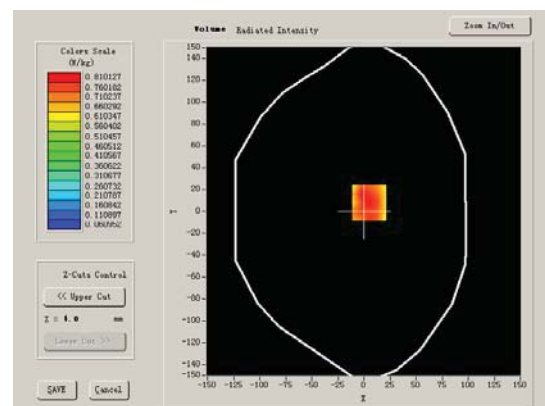 Volume Radiated Intensity
Zoom In/Out
Colors Scale
(W/kg)
0.810127
0.760182
0.710237
0.660292
0.610347
0.560402
0.510457
0.460512
0.410567
0.360622
0.310677
0.260732
0.210787
0.160842
0.110897
0.060952
Z-Cuts Control
<< Upper Cut
Z = 4.0 mm
Lower Cut >>
SAVE Cancel
150
140
120
100
80
60
40
20
0
-20
-40
-60
-80
-100
-120
-140
-150
Y
-150 -125 -100 -75 -50 -25 0 25 50 75 100 125 150
X